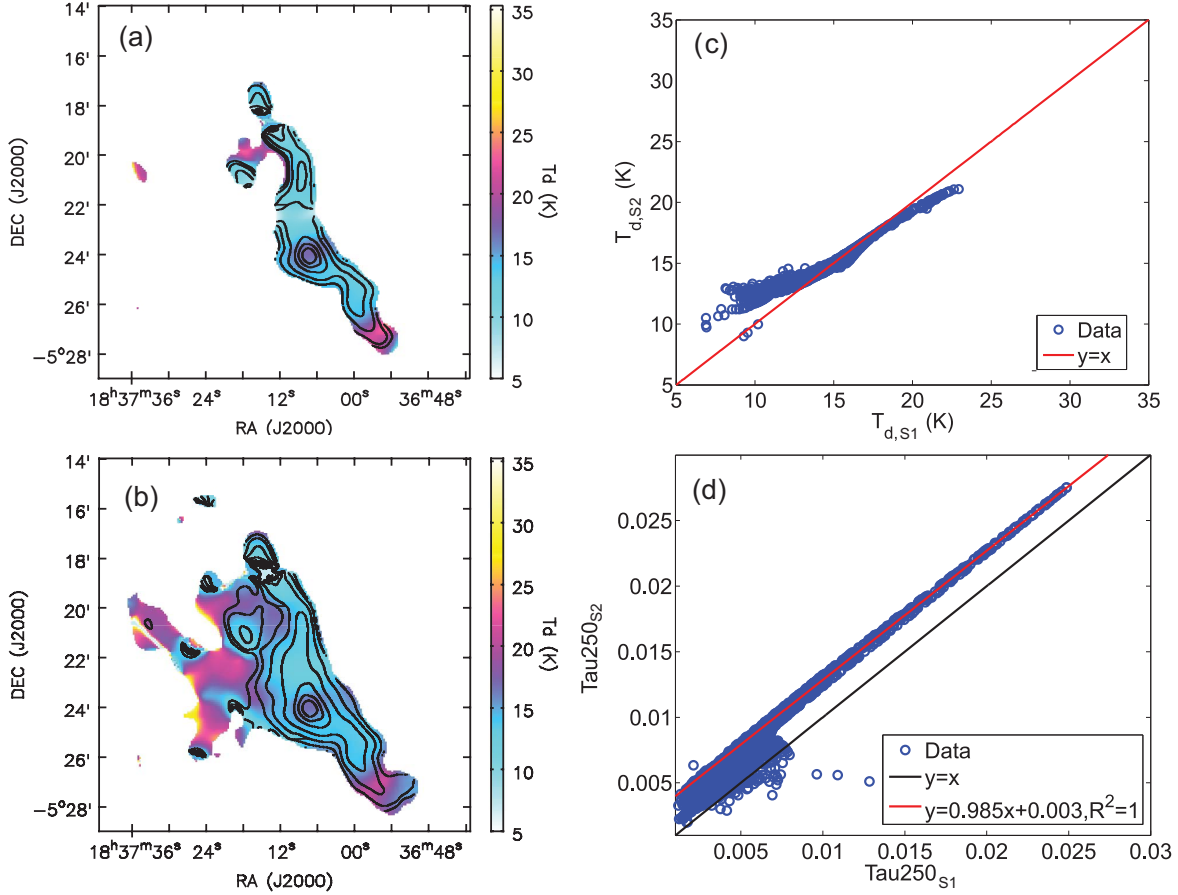 (a)
14'
16'
18'
20'
22'
24'
26'
−5°28'
DEC (J2000)
18h37m36s 24s 12s 00s 36m48s
RA (J2000)
35
30
25
20
15
10
5
Td (K)
(b)
14'
16'
18'
20'
22'
24'
26'
−5°28'
DEC (J2000)
18h37m36s 24s 12s 00s 36m48s
RA (J2000)
35
30
25
20
15
10
5
Td (K)
(c)
35
30
25
20
15
10
5
Td,S2 (K)
5 10 15 20 25 30 35
Td,S1 (K)
Data
y=x
(d)
0.025
0.02
0.015
0.01
0.005
Tau250S2
0.005 0.01 0.015 0.02 0.025 0.03
Tau250S1
Data
y=x
y=0.985x+0.003,R²=1